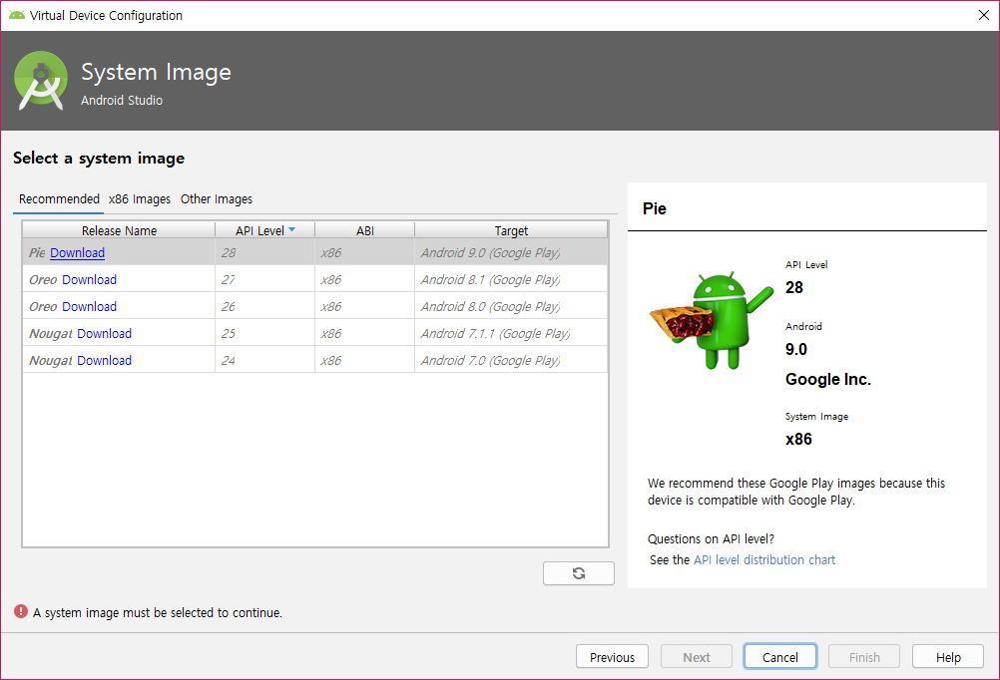 Virtual Device Configuration
System Image
Android Studio
Select a system image
Recommended x86 Images Other Images
Release Name API Level ABI Target
Pie Download 28 x86 Android 9.0 (Google Play)
Oreo Download 27 x86 Android 8.1 (Google Play)
Oreo Download 26 x86 Android 8.0 (Google Play)
Nougat Download 25 x86 Android 7.1.1 (Google Play)
Nougat Download 24 x86 Android 7.0 (Google Play)
Pie
API Level
28
Android
9.0
Google Inc.
System Image
x86
We recommend these Google Play images because this
device is compatible with Google Play.
Questions on API level?
See the API level distribution chart
A system image must be selected to continue.
Previous Next Cancel Finish Help